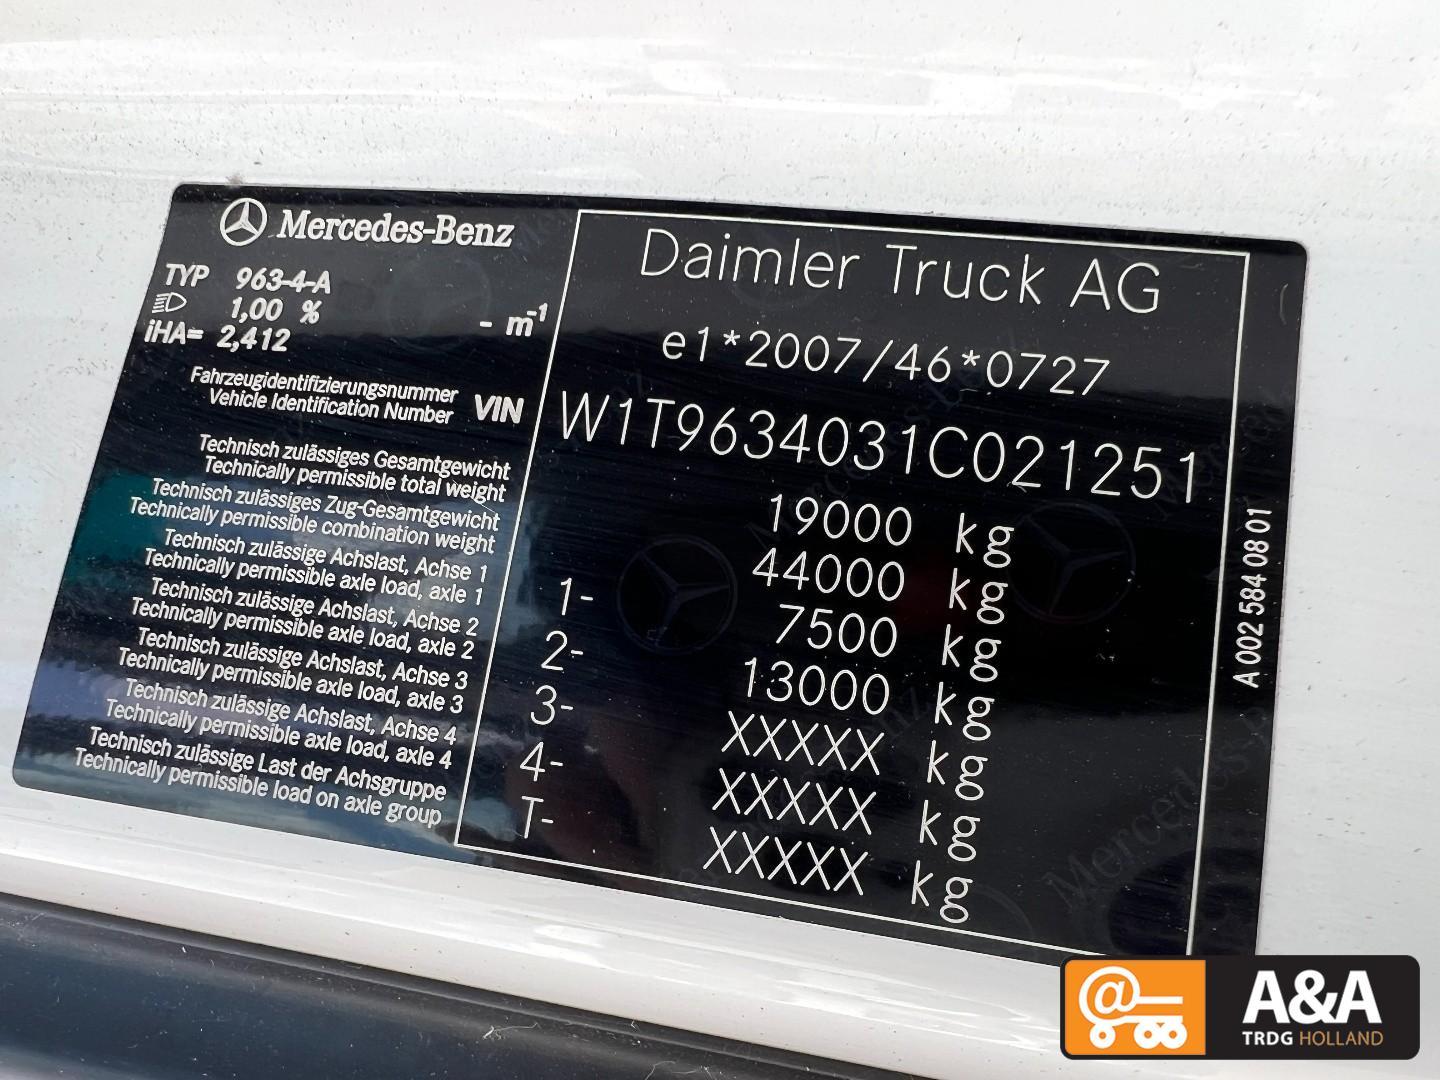 Mercedes-Benz
TYP 963-4-A
1,00 % - m⁻¹
iHA= 2,412
Fahrzeugidentifizierungsnummer
Vehicle Identification Number VIN
Technisch zulässiges Gesamtgewicht
Technically permissible total weight
Technisch zulässiges Zug-Gesamtgewicht
Technically permissible combination weight
Technisch zulässige Achslast, Achse 1
Technically permissible axle load, axle 1
Technisch zulässige Achslast, Achse 2
Technically permissible axle load, axle 2
Technisch zulässige Achslast, Achse 3
Technically permissible axle load, axle 3
Technisch zulässige Achslast, Achse 4
Technically permissible axle load, axle 4
Technisch zulässige Last der Achsgruppe
Technically permissible load on axle group
Daimler Truck AG
e1*2007/46*0727
W1T9634031C021251
19000 kg
44000 kg
1- 7500 kg
2- 13000 kg
3- XXXXX kg
4- XXXXX kg
T- XXXXX kg
A 002 584 08 01
A&A
TRDG HOLLAND